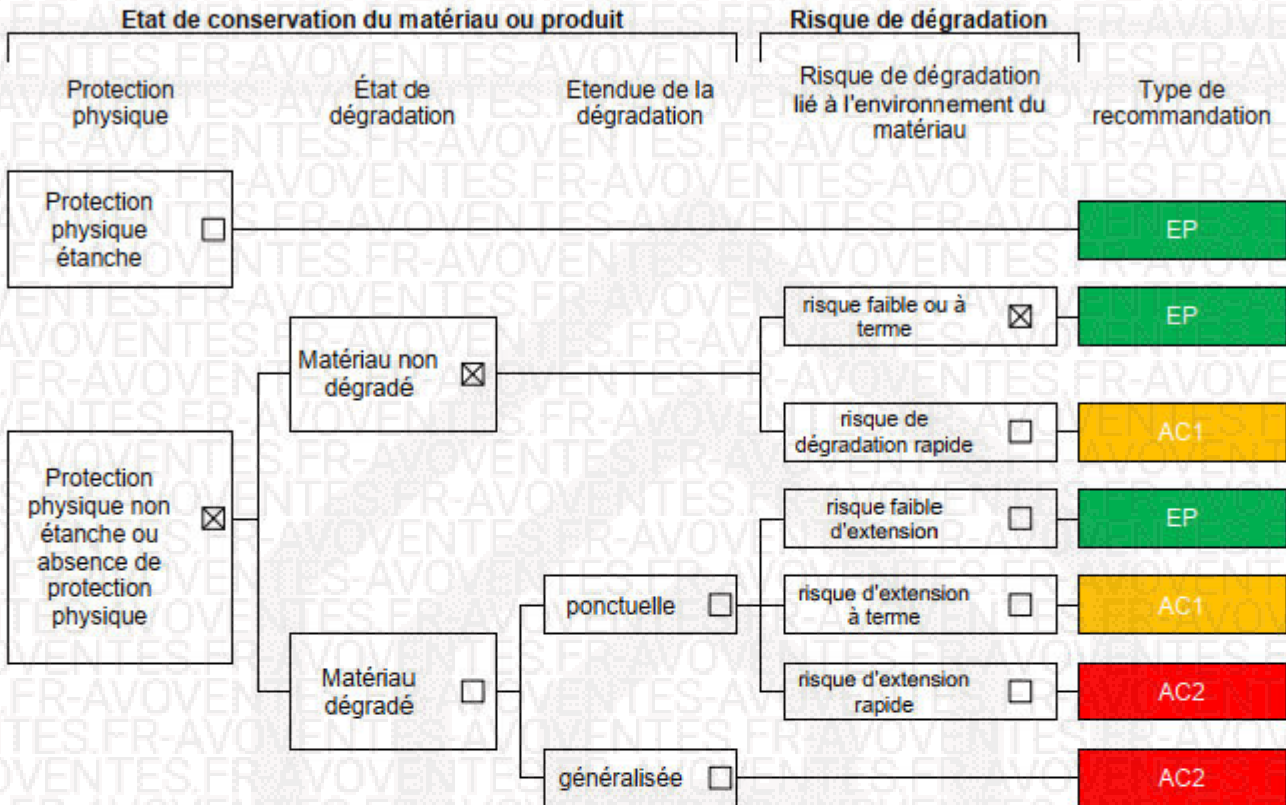 Etat de conservation du matériau ou produit
Risque de dégradation
Protection
physique
État de
dégradation
Etendue de la
dégradation
Risque de dégradation
lié à l'environnement du
matériau
Type de
recommandation
Protection
physique
étanche
EP
risque faible ou à
terme
EP
Matériau non
dégradé
risque de
dégradation rapide
AC1
Protection
physique non
étanche ou
absence de
protection
physique
risque faible
d'extension
EP
ponctuelle
risque d'extension
à terme
AC1
Matériau
dégradé
risque d'extension
rapide
AC2
généralisée
AC2